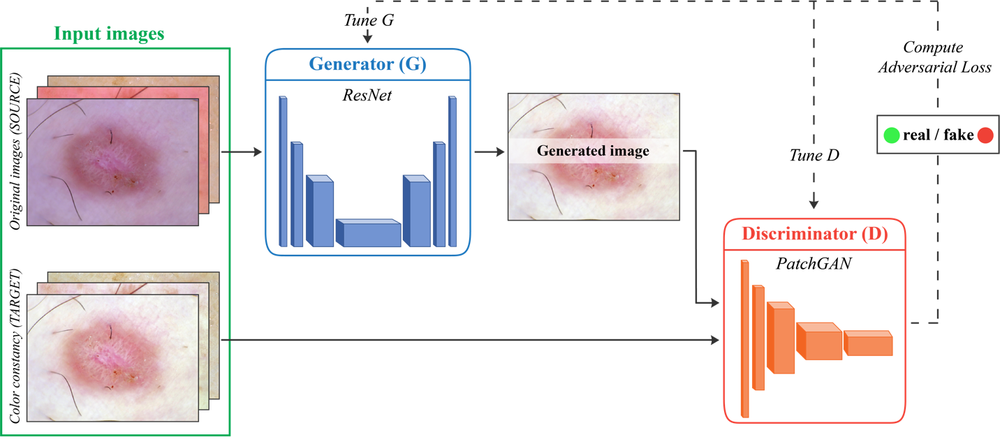 Input images
Original images (SOURCE)
Color constancy (TARGET)
Tune G
Generator (G)
ResNet
Generated image
Tune D
Discriminator (D)
PatchGAN
Compute
Adversarial Loss
real / fake